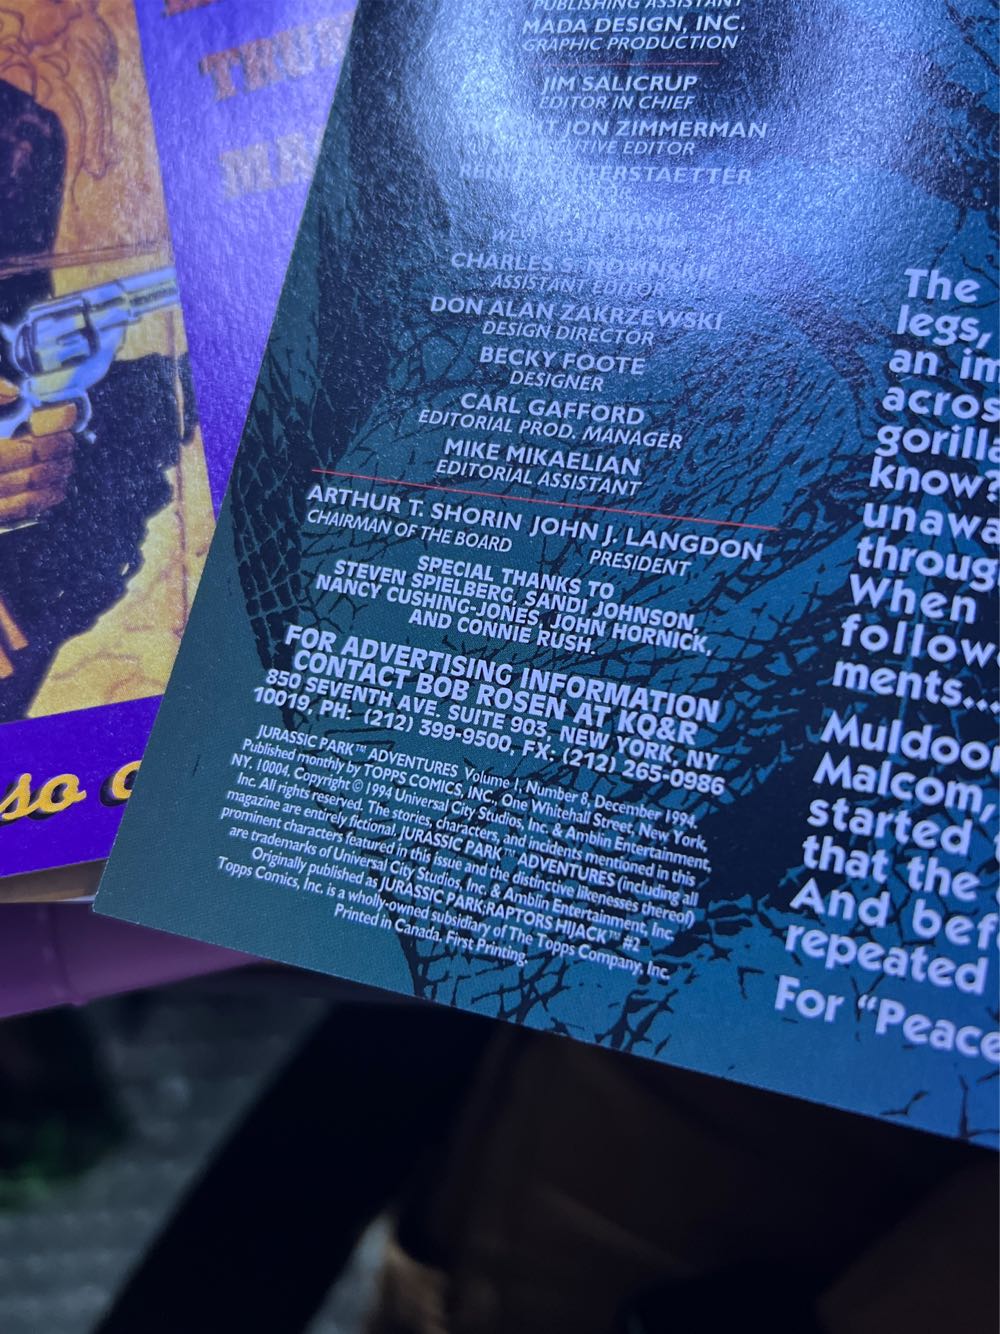 PUBLISHING ASSISTANT
MADA DESIGN, INC.
GRAPHIC PRODUCTION
JIM SALICRUP
EDITOR IN CHIEF
JON ZIMMERMAN
EDITOR
CHARLES S. NOVINSKIE
ASSISTANT EDITOR
DON ALAN ZAKRZEWSKI
DESIGN DIRECTOR
BECKY FOOTE
DESIGNER
CARL GAFFORD
EDITORIAL PROD. MANAGER
MIKE MIKAELIAN
EDITORIAL ASSISTANT
ARTHUR T. SHORIN JOHN J. LANGDON
CHAIRMAN OF THE BOARD PRESIDENT
SPECIAL THANKS TO
STEVEN SPIELBERG, SANDI JOHNSON,
NANCY CUSHING-JONES, JOHN HORNICK,
AND CONNIE RUSH.
FOR ADVERTISING INFORMATION
CONTACT BOB ROSEN AT KQ&R
850 SEVENTH AVE. SUITE 903, NEW YORK, NY
10019, PH: (212) 399-9500, FX: (212) 265-0986
JURASSIC PARK™ ADVENTURES Volume 1, Number 8, December 1994,
Published monthly by TOPPS COMICS, INC. One Whitehall Street, New York,
NY. 10004. Copyright © 1994 Universal City Studios, Inc. & Amblin Entertainment,
Inc. All rights reserved. The stories, characters, and incidents mentioned in this
magazine are entirely fictional. JURASSIC PARK™ ADVENTURES (including all
prominent characters featured in this issue and the distinctive likenesses thereof)
are trademarks of Universal City Studios, Inc. & Amblin Entertainment, Inc.
Originally published as JURASSIC PARK:RAPTORS HIJACK™ #2
Topps Comics, Inc. is a wholly-owned subsidiary of The Topps Company, Inc.
Printed in Canada. First Printing.
The
legs,
an im
acros
gorilla
know?
unawa
throug
When
follow
ments...
Muldoo
Malcom,
started
that the
And bef
repeated
For “Peace
so